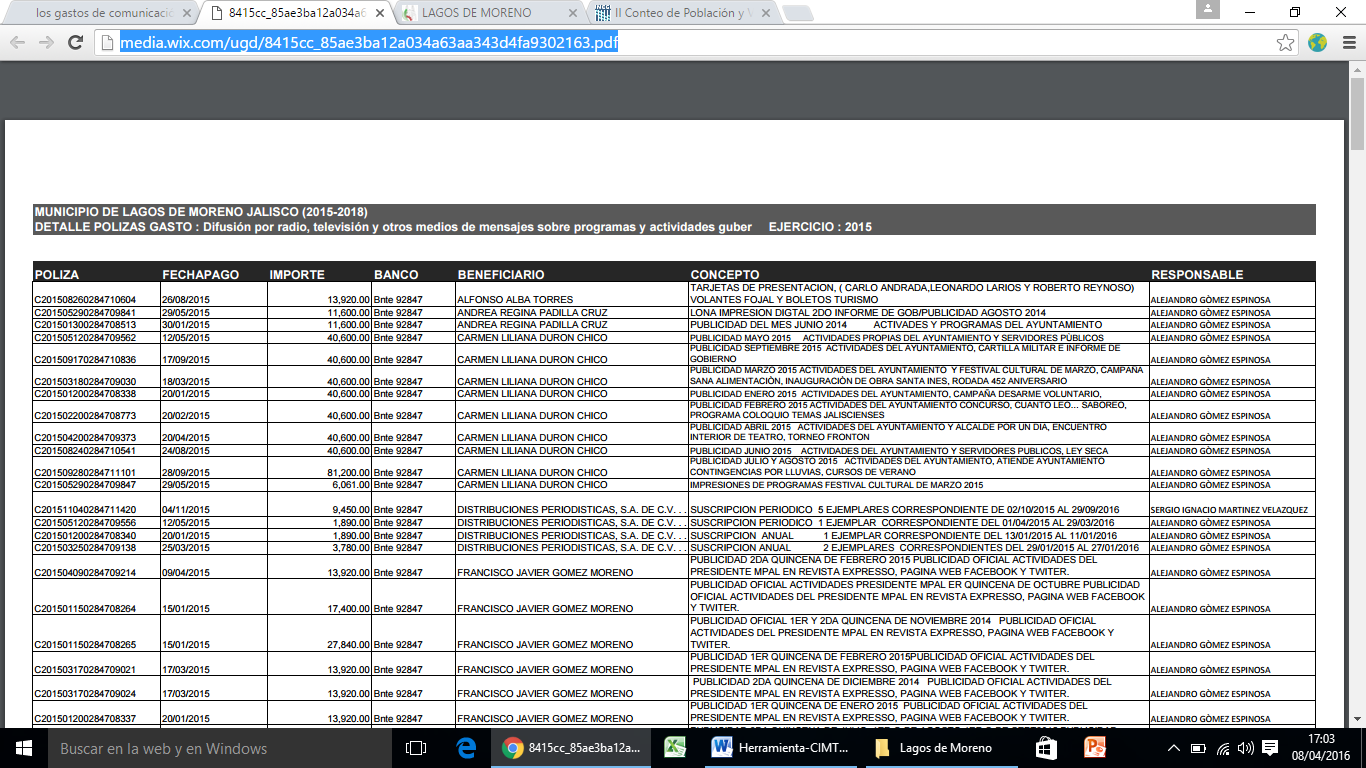 los gastos de comunicació
8415cc_85ae3ba12a034a6
LAGOS DE MORENO
II Conteo de Población y V
media.wix.com/ugd/8415cc_85ae3ba12a034a63aa343d4fa9302163.pdf
MUNICIPIO DE LAGOS DE MORENO JALISCO (2015-2018)
DETALLE POLIZAS GASTO : Difusión por radio, televisión y otros medios de mensajes sobre programas y actividades guber EJERCICIO : 2015
POLIZA FECHAPAGO IMPORTE BANCO BENEFICIARIO CONCEPTO RESPONSABLE
TARJETAS DE PRESENTACION, ( CARLO ANDRADA,LEONARDO LARIOS Y ROBERTO REYNOSO)
C201508260284710604 26/08/2015 13,920.00 Bnte 92847 ALFONSO ALBA TORRES VOLANTES FOJAL Y BOLETOS TURISMO ALEJANDRO GÒMEZ ESPINOSA
C201505290284709841 29/05/2015 11,600.00 Bnte 92847 ANDREA REGINA PADILLA CRUZ LONA IMPRESION DIGTAL 2DO INFORME DE GOB/PUBLICIDAD AGOSTO 2014 ALEJANDRO GÒMEZ ESPINOSA
C201501300284708513 30/01/2015 11,600.00 Bnte 92847 ANDREA REGINA PADILLA CRUZ PUBLICIDAD DEL MES JUNIO 2014 ACTIVADES Y PROGRAMAS DEL AYUNTAMIENTO ALEJANDRO GÒMEZ ESPINOSA
C201505120284709562 12/05/2015 40,600.00 Bnte 92847 CARMEN LILIANA DURON CHICO PUBLICIDAD MAYO 2015 ACTIVIDADES PROPIAS DEL AYUNTAMIENTO Y SERVIDORES PÙBLICOS ALEJANDRO GÒMEZ ESPINOSA
PUBLICIDAD SEPTIEMBRE 2015 ACTIVIDADES DEL AYUNTAMIENTO, CARTILLA MILITAR E INFORME DE
C201509170284710836 17/09/2015 40,600.00 Bnte 92847 CARMEN LILIANA DURON CHICO GOBIERNO ALEJANDRO GÒMEZ ESPINOSA
PUBLICIDAD MARZO 2015 ACTIVIDADES DEL AYUNTAMIENTO Y FESTIVAL CULTURAL DE MARZO, CAMPAÑA
C201503180284709030 18/03/2015 40,600.00 Bnte 92847 CARMEN LILIANA DURON CHICO SANA ALIMENTACIÒN, INAUGURACIÒN DE OBRA SANTA INES, RODADA 452 ANIVERSARIO ALEJANDRO GÒMEZ ESPINOSA
C201501200284708338 20/01/2015 40,600.00 Bnte 92847 CARMEN LILIANA DURON CHICO PUBLICIDAD ENERO 2015 ACTIVIDADES DEL AYUNTAMIENTO, CAMPAÑA DESARME VOLUNTARIO, ALEJANDRO GÒMEZ ESPINOSA
PUBLICIDAD FEBRERO 2015 ACTIVIDADES DEL AYUNTAMIENTO CONCURSO, CUANTO LEO... SABOREO,
C201502200284708773 20/02/2015 40,600.00 Bnte 92847 CARMEN LILIANA DURON CHICO PROGRAMA COLOQUIO TEMAS JALISCIENSES ALEJANDRO GÒMEZ ESPINOSA
PUBLICIDAD ABRIL 2015 ACTIVIDADES DEL AYUNTAMIENTO Y ALCALDE POR UN DIA, ENCUENTRO
C201504200284709373 20/04/2015 40,600.00 Bnte 92847 CARMEN LILIANA DURON CHICO INTERIOR DE TEATRO, TORNEO FRONTON ALEJANDRO GÒMEZ ESPINOSA
C201508240284710541 24/08/2015 40,600.00 Bnte 92847 CARMEN LILIANA DURON CHICO PUBLICIDAD JUNIO 2015 ACTIVIDADES DEL AYUNTAMIENTO Y SERVIDORES PUBLICOS, LEY SECA ALEJANDRO GÒMEZ ESPINOSA
PUBLICIDAD JULIO Y AGOSTO 2015 ACTIVIDADES DEL AYUNTAMIENTO, ATIENDE AYUNTAMIENTO
C201509280284711101 28/09/2015 81,200.00 Bnte 92847 CARMEN LILIANA DURON CHICO CONTINGENCIAS POR LLUVIAS, CURSOS DE VERANO ALEJANDRO GÒMEZ ESPINOSA
C201505290284709847 29/05/2015 6,061.00 Bnte 92847 CARMEN LILIANA DURON CHICO IMPRESIONES DE PROGRAMAS FESTIVAL CULTURAL DE MARZO 2015 ALEJANDRO GÒMEZ ESPINOSA
C201511040284711420 04/11/2015 9,450.00 Bnte 92847 DISTRIBUCIONES PERIODISTICAS, S.A. DE C.V. . . SUSCRIPCION PERIODICO 5 EJEMPLARES CORRESPONDIENTE DE 02/10/2015 AL 29/09/2016 SERGIO IGNACIO MARTINEZ VELAZQUEZ
C201505120284709556 12/05/2015 1,890.00 Bnte 92847 DISTRIBUCIONES PERIODISTICAS, S.A. DE C.V. . . SUSCRIPCION PERIODICO 1 EJEMPLAR CORRESPONDIENTE DEL 01/04/2015 AL 29/03/2016 ALEJANDRO GÒMEZ ESPINOSA
C201501200284708340 20/01/2015 1,890.00 Bnte 92847 DISTRIBUCIONES PERIODISTICAS, S.A. DE C.V. . . SUSCRIPCION ANUAL 1 EJEMPLAR CORRESPONDIENTE DEL 13/01/2015 AL 11/01/2016 ALEJANDRO GÒMEZ ESPINOSA
C201503250284709138 25/03/2015 3,780.00 Bnte 92847 DISTRIBUCIONES PERIODISTICAS, S.A. DE C.V. . . SUSCRIPCION ANUAL 2 EJEMPLARES CORRESPONDIENTES DEL 29/01/2015 AL 27/01/2016 ALEJANDRO GÒMEZ ESPINOSA
PUBLICIDAD 2DA QUINCENA DE FEBRERO 2015 PUBLICIDAD OFICIAL ACTIVIDADES DEL
C201504090284709214 09/04/2015 13,920.00 Bnte 92847 FRANCISCO JAVIER GOMEZ MORENO PRESIDENTE MPAL EN REVISTA EXPRESSO, PAGINA WEB FACEBOOK Y TWITER. ALEJANDRO GÒMEZ ESPINOSA
PUBLICIDAD OFICIAL ACTIVIDADES PRESIDENTE MPAL ER QUINCENA DE OCTUBRE PUBLICIDAD
OFICIAL ACTIVIDADES DEL PRESIDENTE MPAL EN REVISTA EXPRESSO, PAGINA WEB FACEBOOK
C201501150284708264 15/01/2015 17,400.00 Bnte 92847 FRANCISCO JAVIER GOMEZ MORENO Y TWITER. ALEJANDRO GÒMEZ ESPINOSA
PUBLICIDAD OFICIAL 1ER Y 2DA QUINCENA DE NOVIEMBRE 2014 PUBLICIDAD OFICIAL
ACTIVIDADES DEL PRESIDENTE MPAL EN REVISTA EXPRESSO, PAGINA WEB FACEBOOK Y
C201501150284708265 15/01/2015 27,840.00 Bnte 92847 FRANCISCO JAVIER GOMEZ MORENO TWITER. ALEJANDRO GÒMEZ ESPINOSA
PUBLICIDAD 1ER QUINCENA DE FEBRERO 2015PUBLICIDAD OFICIAL ACTIVIDADES DEL
C201503170284709021 17/03/2015 13,920.00 Bnte 92847 FRANCISCO JAVIER GOMEZ MORENO PRESIDENTE MPAL EN REVISTA EXPRESSO, PAGINA WEB FACEBOOK Y TWITER. ALEJANDRO GÒMEZ ESPINOSA
PUBLICIDAD 2DA QUINCENA DE DICIEMBRE 2014 PUBLICIDAD OFICIAL ACTIVIDADES DEL
C201503170284709024 17/03/2015 13,920.00 Bnte 92847 FRANCISCO JAVIER GOMEZ MORENO PRESIDENTE MPAL EN REVISTA EXPRESSO, PAGINA WEB FACEBOOK Y TWITER. ALEJANDRO GÒMEZ ESPINOSA
PUBLICIDAD 1ER QUINCENA DE ENERO 2015 PUBLICIDAD OFICIAL ACTIVIDADES DEL
C201501200284708337 20/01/2015 13,920.00 Bnte 92847 FRANCISCO JAVIER GOMEZ MORENO PRESIDENTE MPAL EN REVISTA EXPRESSO, PAGINA WEB FACEBOOK Y TWITER. ALEJANDRO GÒMEZ ESPINOSA
Buscar en la web y en Windows
8415cc_85ae3ba12a...
Herramienta-CIMT...
Lagos de Moreno
17:03
08/04/2016